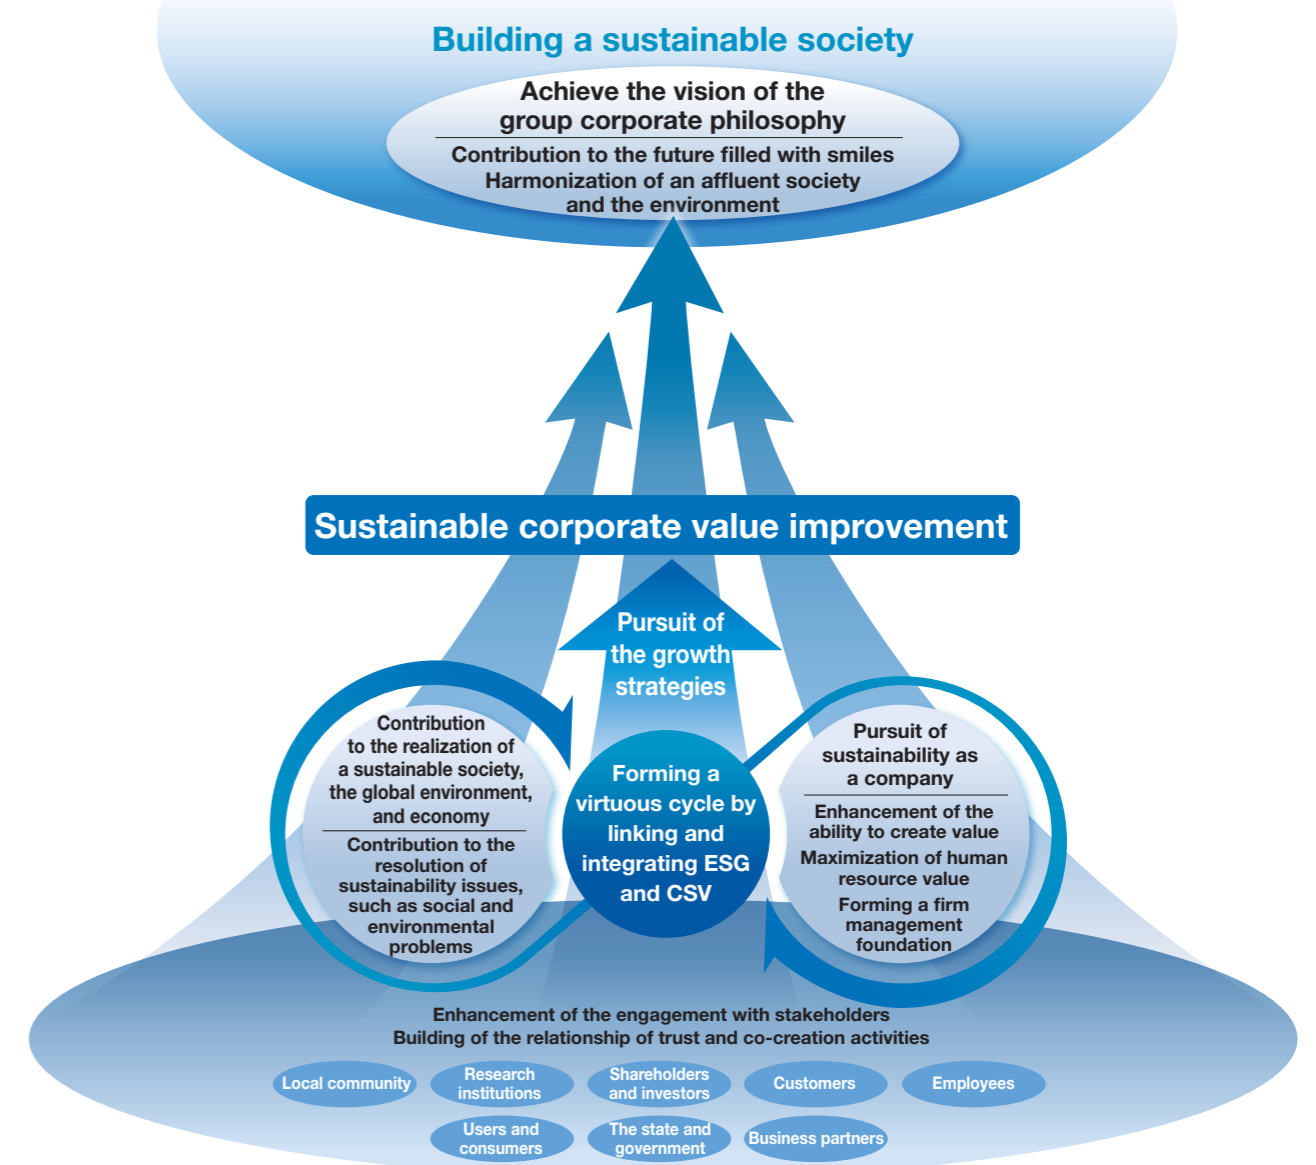 Building a sustainable society
Achieve the vision of the
group corporate philosophy
Contribution to the future filled with smiles
Harmonization of an affluent society
and the environment
Sustainable corporate value improvement
Pursuit of
the growth
strategies
Contribution
to the realization of
a sustainable society,
the global environment,
and economy
Contribution to the
resolution of
sustainability issues,
such as social and
environmental
problems
Forming a
virtuous cycle by
linking and
integrating ESG
and CSV
Pursuit of
sustainability as
a company
Enhancement of the
ability to create value
Maximization of human
resource value
Forming a firm
management
foundation
Enhancement of the engagement with stakeholders
Building of the relationship of trust and co-creation activities
Local community
Research
institutions
Shareholders
and investors
Customers
Employees
Users and
consumers
The state and
government
Business partners